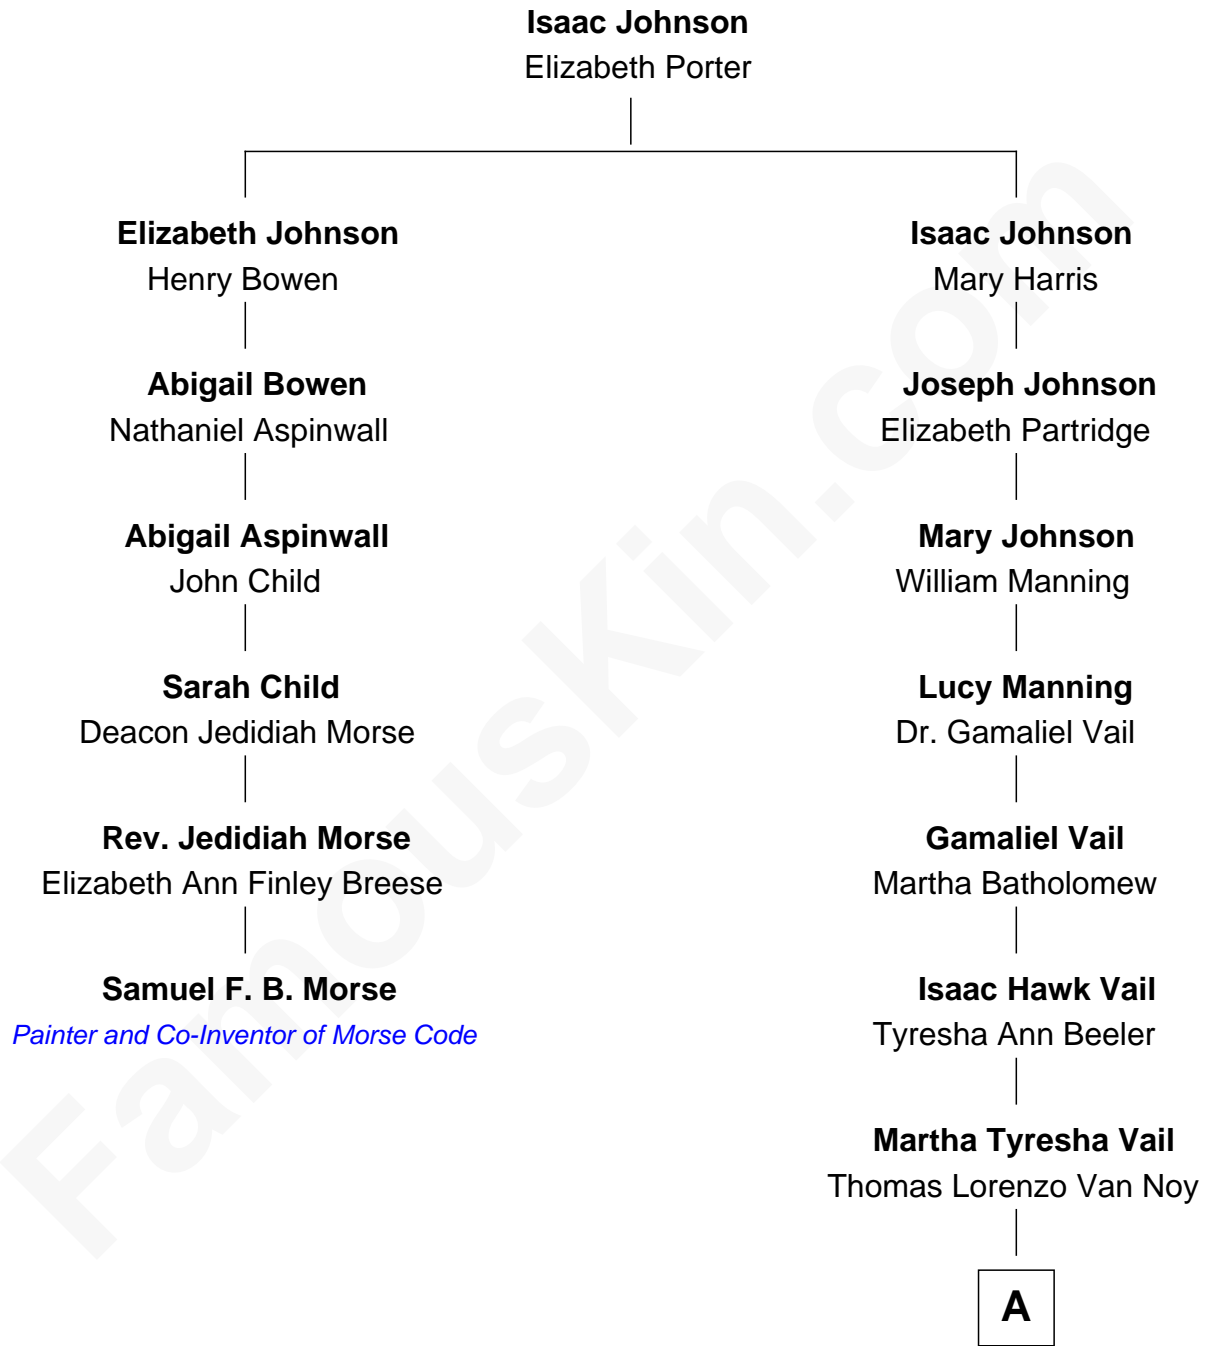 Isaac Johnson
Elizabeth Porter
Elizabeth Johnson
Henry Bowen
Isaac Johnson
Mary Harris
Abigail Bowen
Nathaniel Aspinwall
Joseph Johnson
Elizabeth Partridge
Abigail Aspinwall
John Child
Mary Johnson
William Manning
Sarah Child
Deacon Jedidiah Morse
Lucy Manning
Dr. Gamaliel Vail
Rev. Jedidiah Morse
Elizabeth Ann Finley Breese
Gamaliel Vail
Martha Batholomew
Samuel F. B. Morse
Painter and Co-Inventor of Morse Code
Isaac Hawk Vail
Tyresha Ann Beeler
Martha Tyresha Vail
Thomas Lorenzo Van Noy
A
FamousKin.com